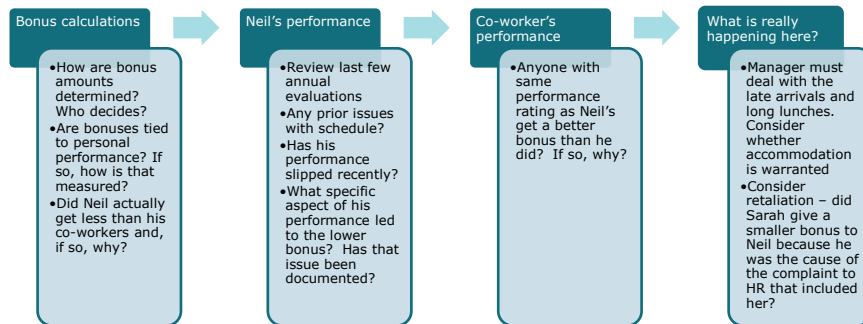 Bonus calculations
•How are bonus
amounts
determined?
Who decides?
•Are bonuses tied
to personal
performance? If
so, how is that
measured?
•Did Neil actually
get less than his
co-workers and,
if so, why?
Neil's performance
•Review last few
annual
evaluations
•Any prior issues
with schedule?
•Has his
performance
slipped recently?
•What specific
aspect of his
performance led
to the lower
bonus? Has that
issue been
documented?
Co-worker's
performance
•Anyone with
same
performance
rating as Neil's
get a better
bonus than he
did? If so, why?
What is really
happening here?
•Manager must
deal with the
late arrivals and
long lunches.
Consider
whether
accommodation
is warranted
•Consider
retaliation – did
Sarah give a
smaller bonus to
Neil because he
was the cause of
the complaint to
HR that included
her?